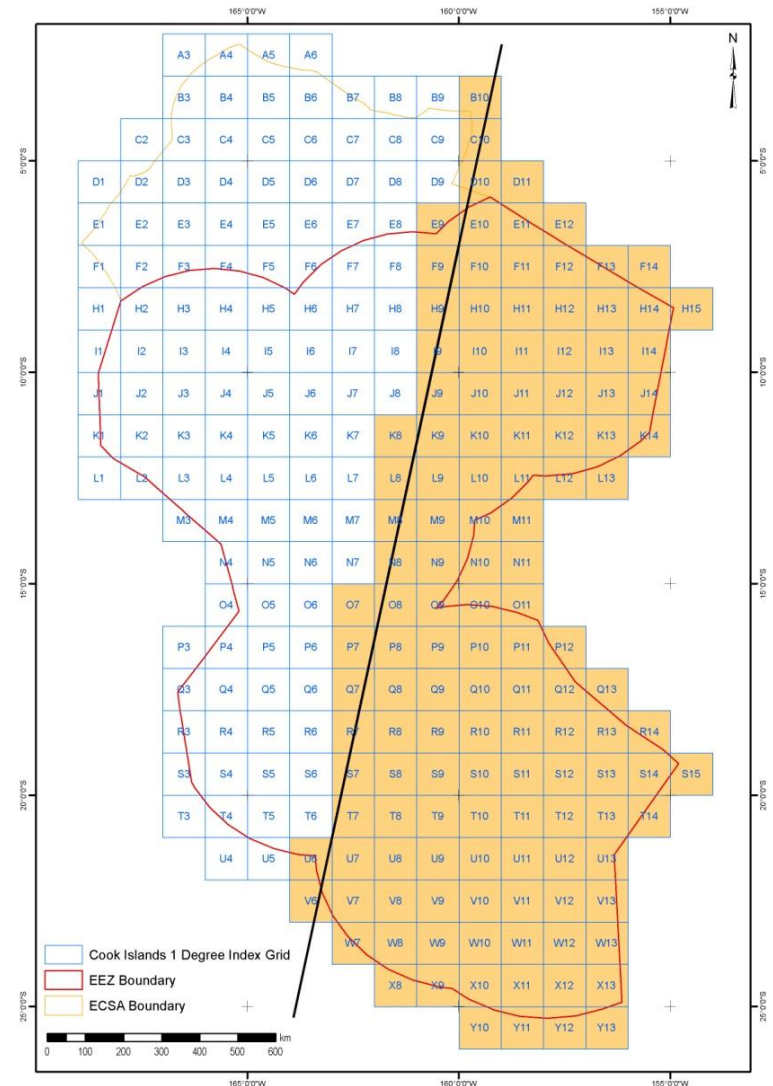 165°0'0"W 160°0'0"W 155°0'0"W
N
A3 A4 A5 A6
B3 B4 B5 B6 B7 B8 B9 B10
C2 C3 C4 C5 C6 C7 C8 C9 C10
5°0'0"S 5°0'0"S
D1 D2 D3 D4 D5 D6 D7 D8 D9 D10 D11
E1 E2 E3 E4 E5 E6 E7 E8 E9 E10 E11 E12
F1 F2 F3 F4 F5 F6 F7 F8 F9 F10 F11 F12 F13 F14
H1 H2 H3 H4 H5 H6 H7 H8 H9 H10 H11 H12 H13 H14 H15
I1 I2 I3 I4 I5 I6 I7 I8 I9 I10 I11 I12 I13 I14
10°0'0"S 10°0'0"S
J1 J2 J3 J4 J5 J6 J7 J8 J9 J10 J11 J12 J13 J14
K1 K2 K3 K4 K5 K6 K7 K8 K9 K10 K11 K12 K13 K14
L1 L2 L3 L4 L5 L6 L7 L8 L9 L10 L11 L12 L13
M3 M4 M5 M6 M7 M8 M9 M10 M11
N4 N5 N6 N7 N8 N9 N10 N11
15°0'0"S 15°0'0"S
O4 O5 O6 O7 O8 O9 O10 O11
P3 P4 P5 P6 P7 P8 P9 P10 P11 P12
Q3 Q4 Q5 Q6 Q7 Q8 Q9 Q10 Q11 Q12 Q13
R3 R4 R5 R6 R7 R8 R9 R10 R11 R12 R13 R14
S3 S4 S5 S6 S7 S8 S9 S10 S11 S12 S13 S14 S15
20°0'0"S 20°0'0"S
T3 T4 T5 T6 T7 T8 T9 T10 T11 T12 T13 T14
U4 U5 U6 U7 U8 U9 U10 U11 U12 U13
V6 V7 V8 V9 V10 V11 V12 V13
W7 W8 W9 W10 W11 W12 W13
X8 X9 X10 X11 X12 X13
25°0'0"S 25°0'0"S
Y10 Y11 Y12 Y13
Cook Islands 1 Degree Index Grid
EEZ Boundary
ECSA Boundary
km
0 50 100 200 300 400 500 600
165°0'0"W 160°0'0"W 155°0'0"W